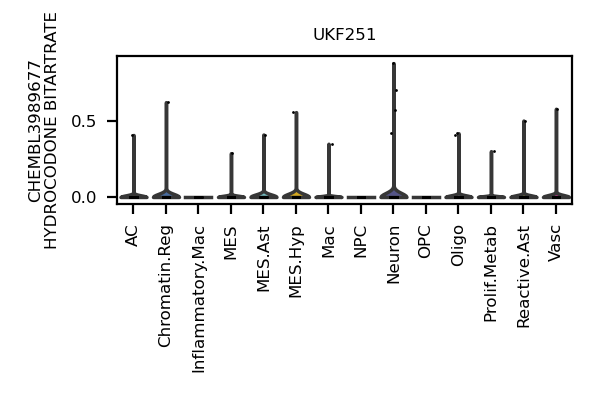 UKF251
CHEMBL3989677
HYDROCODONE BITARTRATE
0.5
0.0
AC
Chromatin.Reg
Inflammatory.Mac
MES
MES.Ast
MES.Hyp
Mac
NPC
Neuron
OPC
Oligo
Prolif.Metab
Reactive.Ast
Vasc